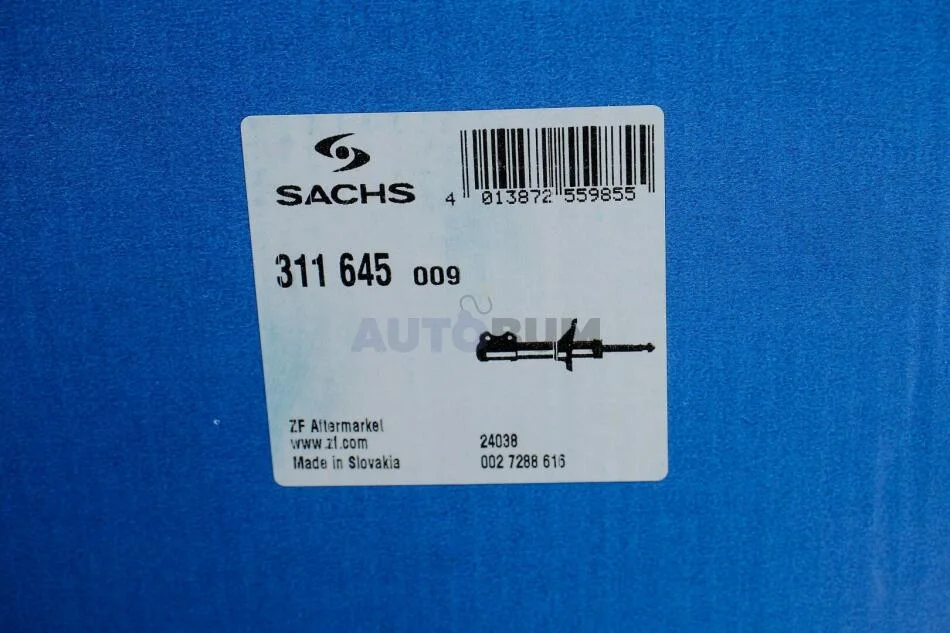 SACHS
4 013872 559855
311 645 009
AUTOBUM
ZF Aftermarket
www.zf.com
Made in Slovakia
24038
002 7288 616